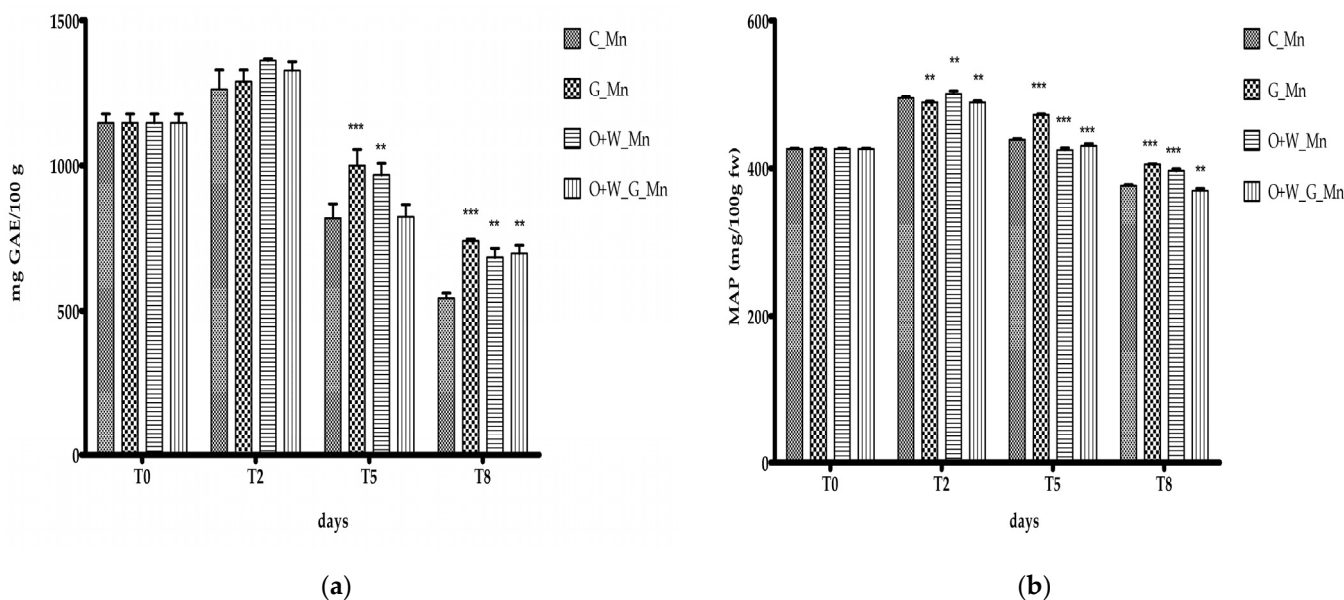 1500
1000
500
0
mg GAE/100 g
***
**
***
**
**
T0
T2
T5
T8
days
C_Mn
G_Mn
O+W_Mn
O+W_G_Mn
(a)
600
400
200
0
MAP (mg/100g fw)
**
**
**
***
***
***
***
***
**
T0
T2
T5
T8
days
C_Mn
G_Mn
O+W_Mn
O+W_G_Mn
(b)